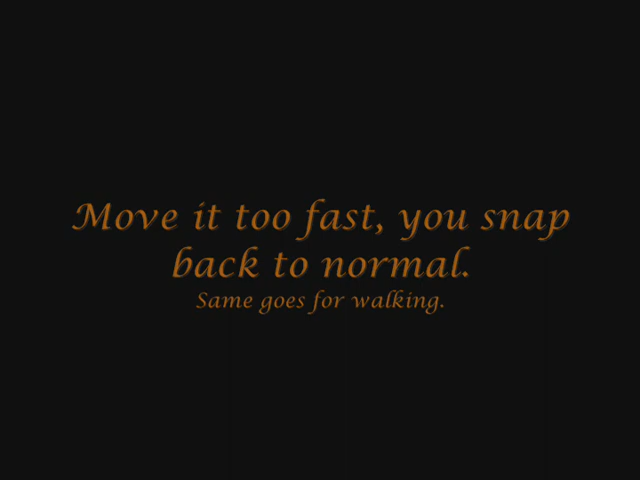 Move it too fast, you snap
back to normal.
Same goes for walking.